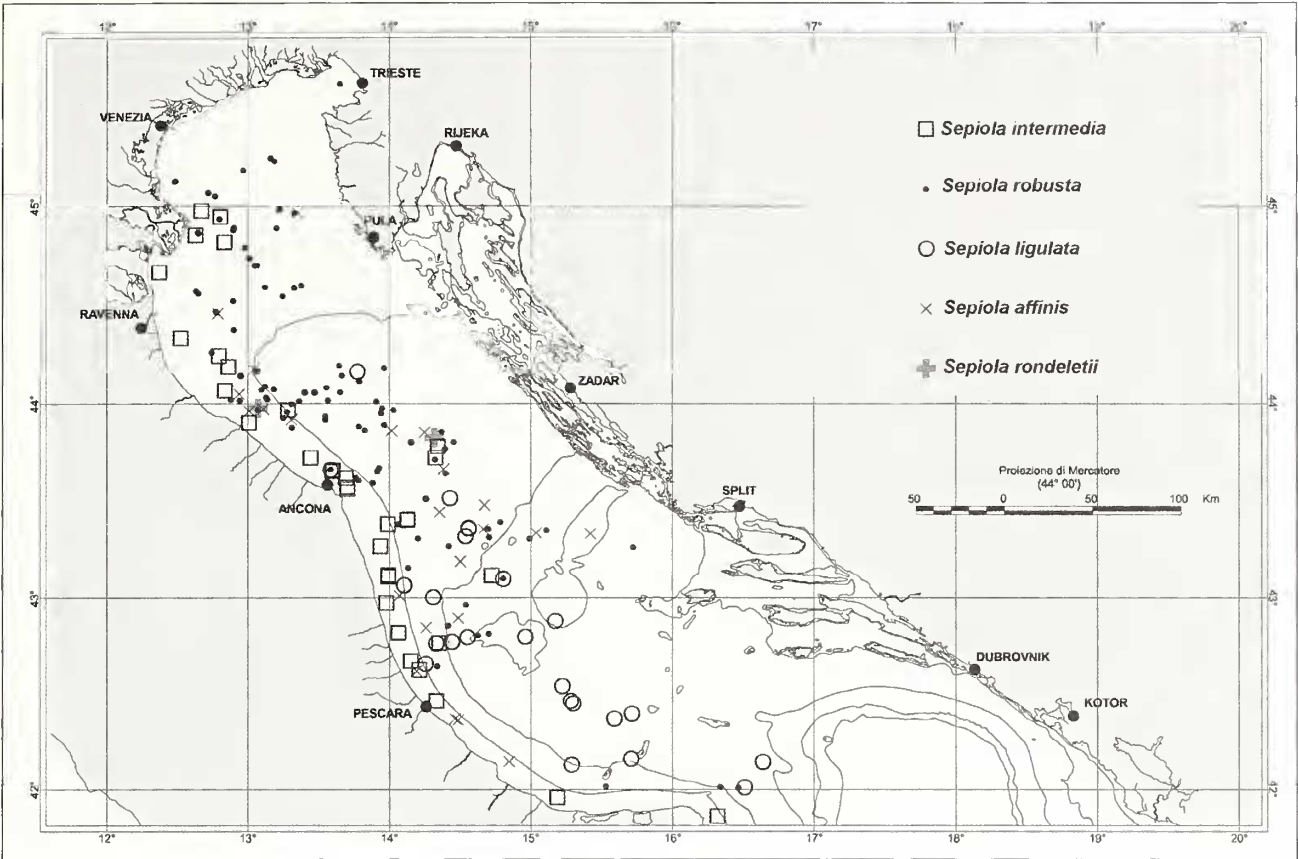 12° 13° 14° 15° 16° 17° 18° 19° 20°
TRIESTE
VENEZIA
RIJEKA
Sepiola intermedia
Sepiola robusta
45° 45°
PULA
Sepiola ligulata
RAVENNA
Sepiola affinis
Sepiola rondeletii
ZADAR
44° 44°
Proiezione di Mercatore
(44° 00')
50 0 50 100 Km
SPLIT
ANCONA
43° 43°
DUBROVNIK
KOTOR
PESCARA
42° 42°
12° 13° 14° 15° 16° 17° 18° 19° 20°